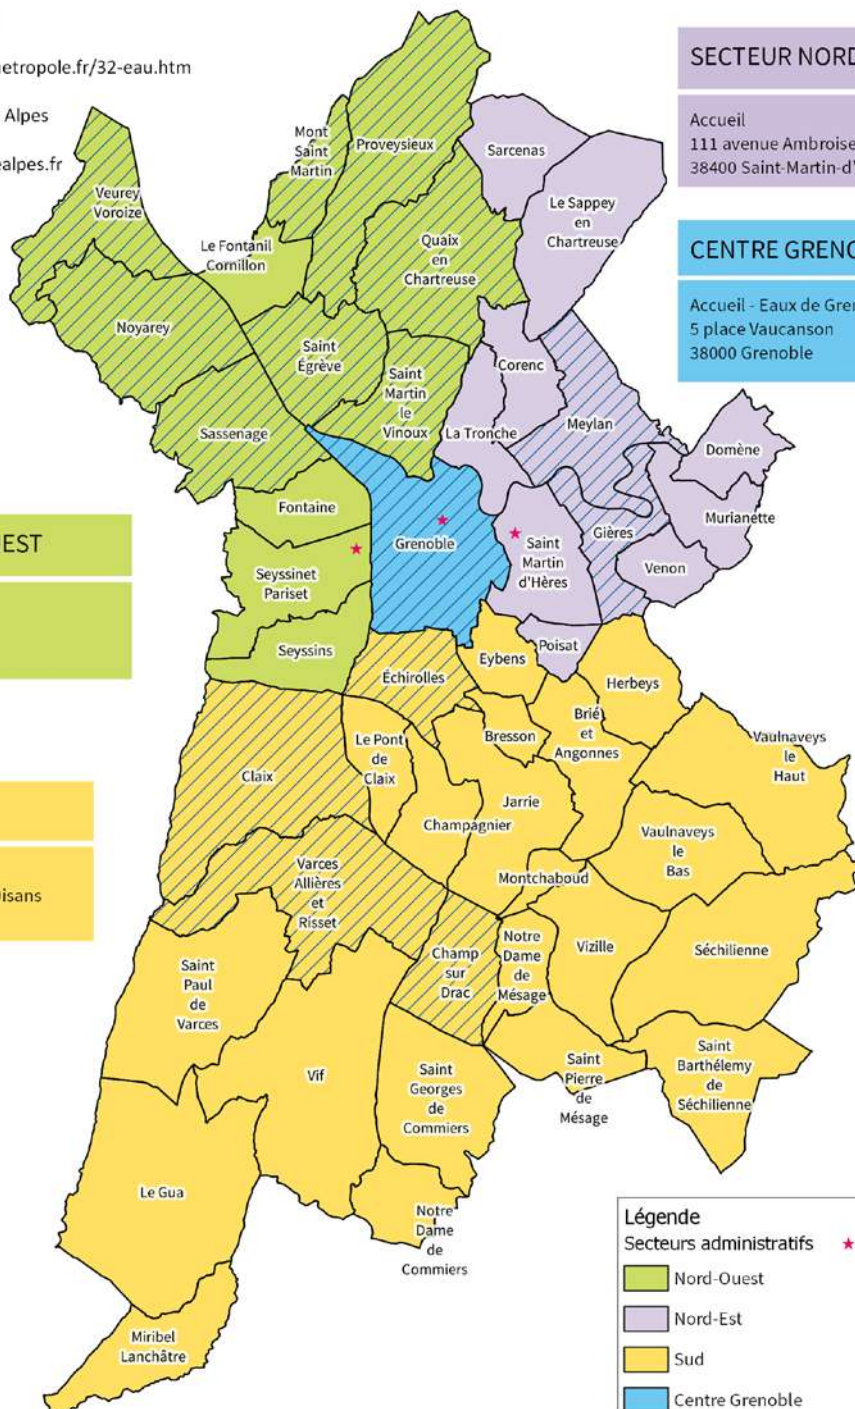 etropole.fr/32-eau.htm
Alpes
ealpes.fr
SECTEUR NORD
Accueil
111 avenue Ambroise
38400 Saint-Martin-d'
CENTRE GRENO
Accueil - Eaux de Gren
5 place Vaucanson
38000 Grenoble
EST
isans
Mont
Saint
Martin
Proveysieux
Sarcenas
Veurey
Voroize
Le Sappey
en
Chartreuse
Le Fontanil
Cornillon
Quaix
en
Chartreuse
Noyarey
Saint
Égrève
Saint
Martin
le
Vinoux
Corenc
Sassenage
La Tronche
Meylan
Domène
Fontaine
Murianette
Grenoble
Saint
Martin
d'Hères
Gières
Venon
Seyssinet
Pariset
Seyssins
Poisat
Eybens
Échirolles
Herbeys
Brié
et
Angonnes
Le Pont
de
Claix
Bresson
Vaulnaveys
le
Haut
Claix
Jarrie
Champagnier
Vaulnaveys
le
Bas
Varces
Allières
et
Risset
Montchaboud
Champ
sur
Drac
Notre
Dame
de
Mésage
Vizille
Séchilienne
Saint
Paul
de
Varces
Vif
Saint
Georges
de
Commiers
Saint
Pierre
de
Mésage
Saint
Barthélemy
de
Séchilienne
Le Gua
Notre
Dame
de
Commiers
Miribel
Lanchâtre
Légende
Secteurs administratifs
Nord-Ouest
Nord-Est
Sud
Centre Grenoble